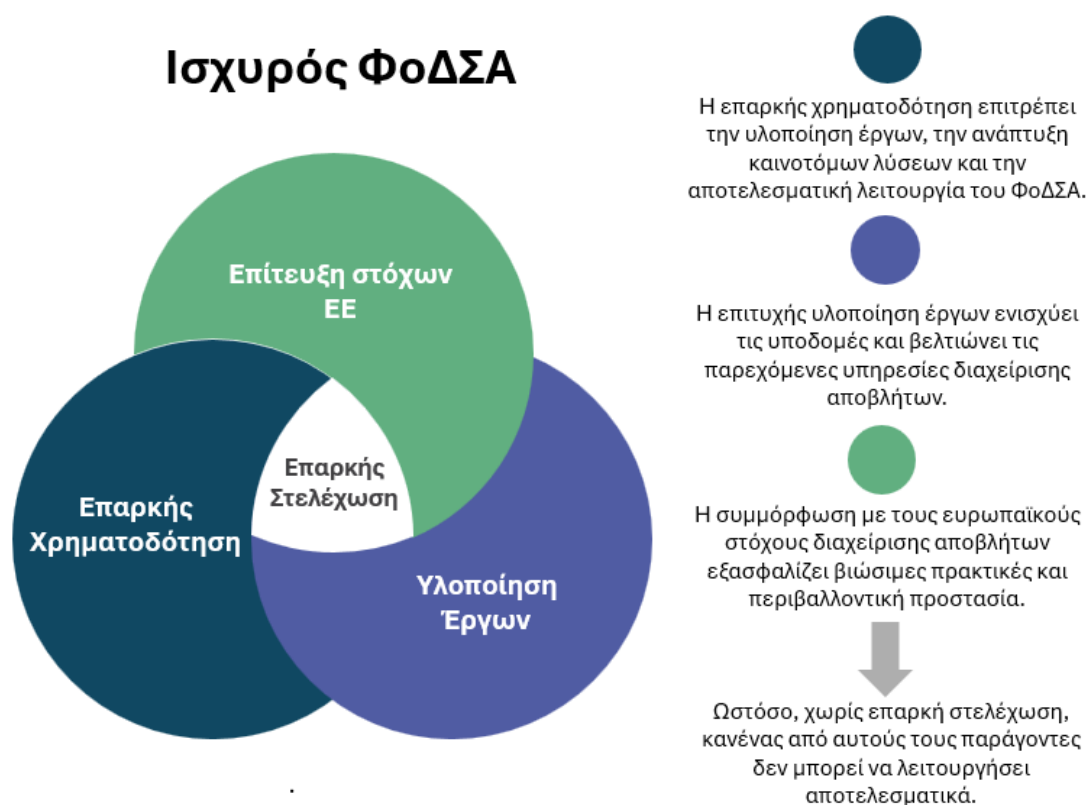 Ισχυρός ΦοΔΣΑ
Επίτευξη στόχων
ΕΕ
Επαρκής
Στελέχωση
Επαρκής
Χρηματοδότηση
Υλοποίηση
Έργων
.
Η επαρκής χρηματοδότηση επιτρέπει
την υλοποίηση έργων, την ανάπτυξη
καινοτόμων λύσεων και την
αποτελεσματική λειτουργία του ΦοΔΣΑ.
Η επιτυχής υλοποίηση έργων ενισχύει
τις υποδομές και βελτιώνει τις
παρεχόμενες υπηρεσίες διαχείρισης
αποβλήτων.
Η συμμόρφωση με τους ευρωπαϊκούς
στόχους διαχείρισης αποβλήτων
εξασφαλίζει βιώσιμες πρακτικές και
περιβαλλοντική προστασία.
Ωστόσο, χωρίς επαρκή στελέχωση,
κανένας από αυτούς τους παράγοντες
δεν μπορεί να λειτουργήσει
αποτελεσματικά.